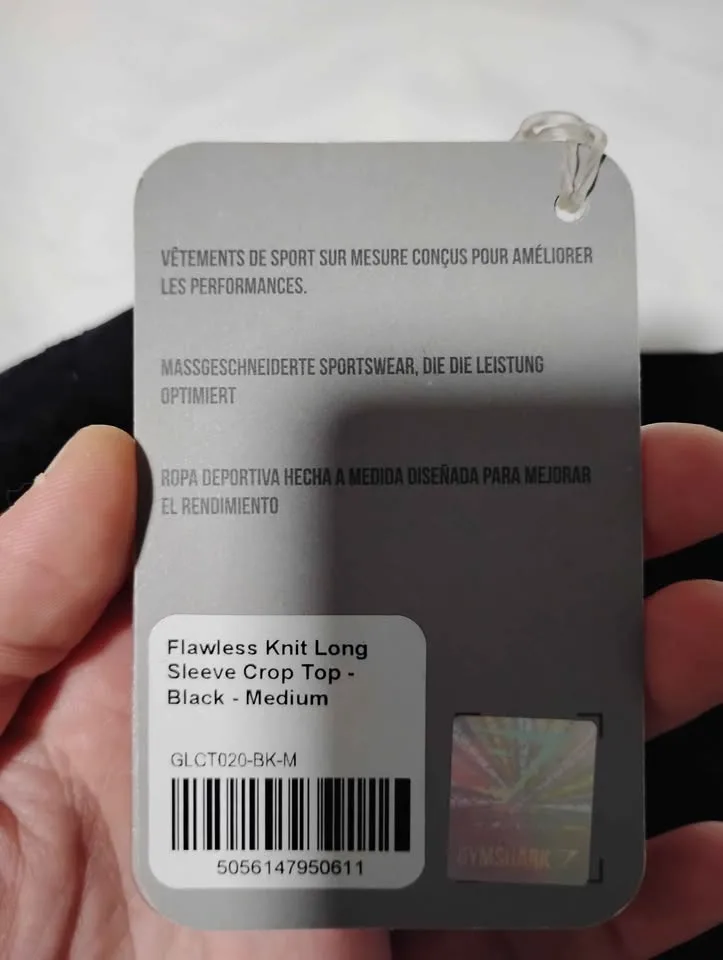 VÊTEMENTS DE SPORT SUR MESURE CONÇUS POUR AMÉLIORER
LES PERFORMANCES.
MASSGESCHNEIDERTE SPORTSWEAR, DIE DIE LEISTUNG
OPTIMIERT
ROPA DEPORTIVA HECHA A MEDIDA DISEÑADA PARA MEJORAR
EL RENDIMIENTO
Flawless Knit Long
Sleeve Crop Top -
Black - Medium
GLCT020-BK-M
5056147950611
GYMSHARK